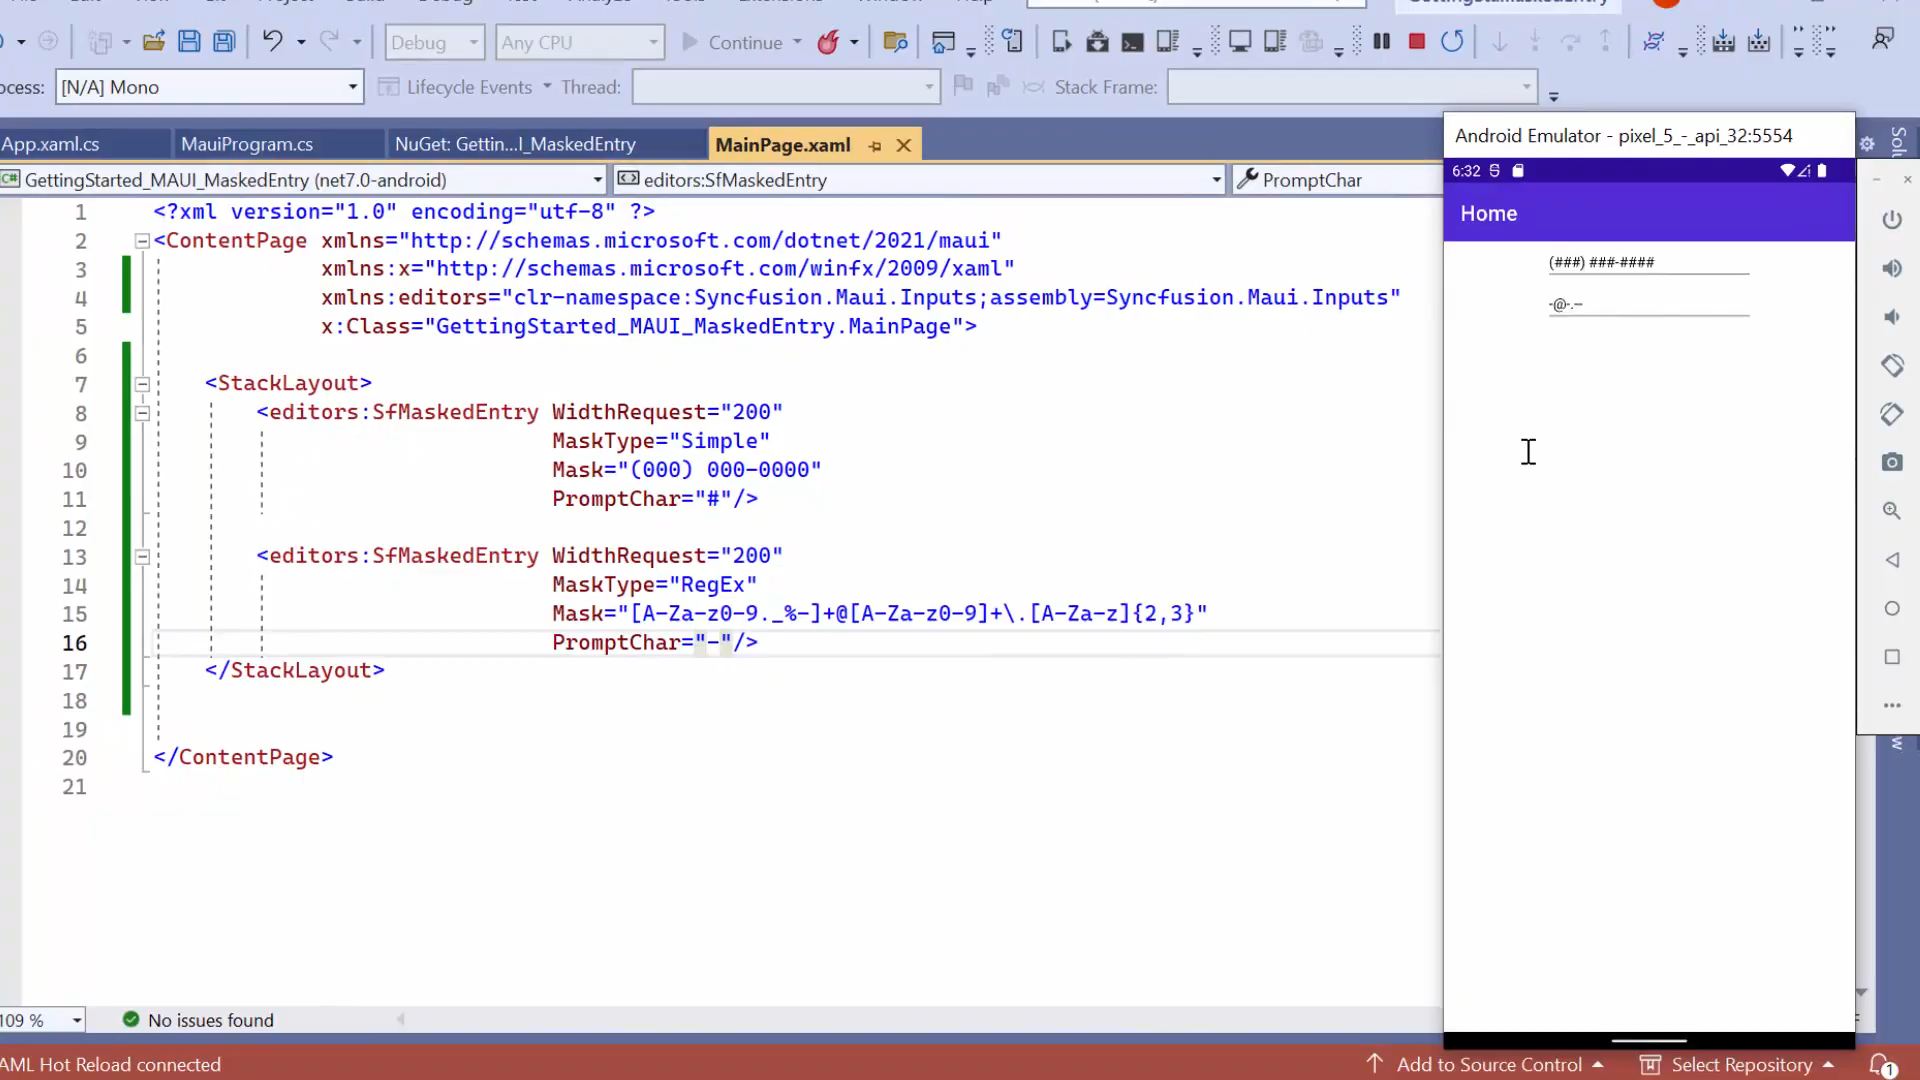 Debug
Any CPU
Continue
ocess:
[N/A] Mono
Lifecycle Events
Thread:
Stack Frame:
App.xaml.cs
MauiProgram.cs
NuGet: Gettin...I_MaskedEntry
MainPage.xaml
GettingStarted_MAUI_MaskedEntry (net7.0-android)
editors:SfMaskedEntry
PromptChar
1 <?xml version="1.0" encoding="utf-8" ?>
2 <ContentPage xmlns="http://schemas.microsoft.com/dotnet/2021/maui"
3 xmlns:x="http://schemas.microsoft.com/winfx/2009/xaml"
4 xmlns:editors="clr-namespace:Syncfusion.Maui.Inputs;assembly=Syncfusion.Maui.Inputs"
5 x:Class="GettingStarted_MAUI_MaskedEntry.MainPage">
6
7 <StackLayout>
8 <editors:SfMaskedEntry WidthRequest="200"
9 MaskType="Simple"
10 Mask="(000) 000-0000"
11 PromptChar="#"/>
12
13 <editors:SfMaskedEntry WidthRequest="200"
14 MaskType="RegEx"
15 Mask="[A-Za-z0-9._%-]+@[A-Za-z0-9]+\.[A-Za-z]{2,3}"
16 PromptChar="-"/>
17 </StackLayout>
18
19
20 </ContentPage>
21
Android Emulator - pixel_5_-_api_32:5554
6:32
Home
(###) ###-####
-@-.--
109 %
No issues found
AML Hot Reload connected
Add to Source Control
Select Repository
1